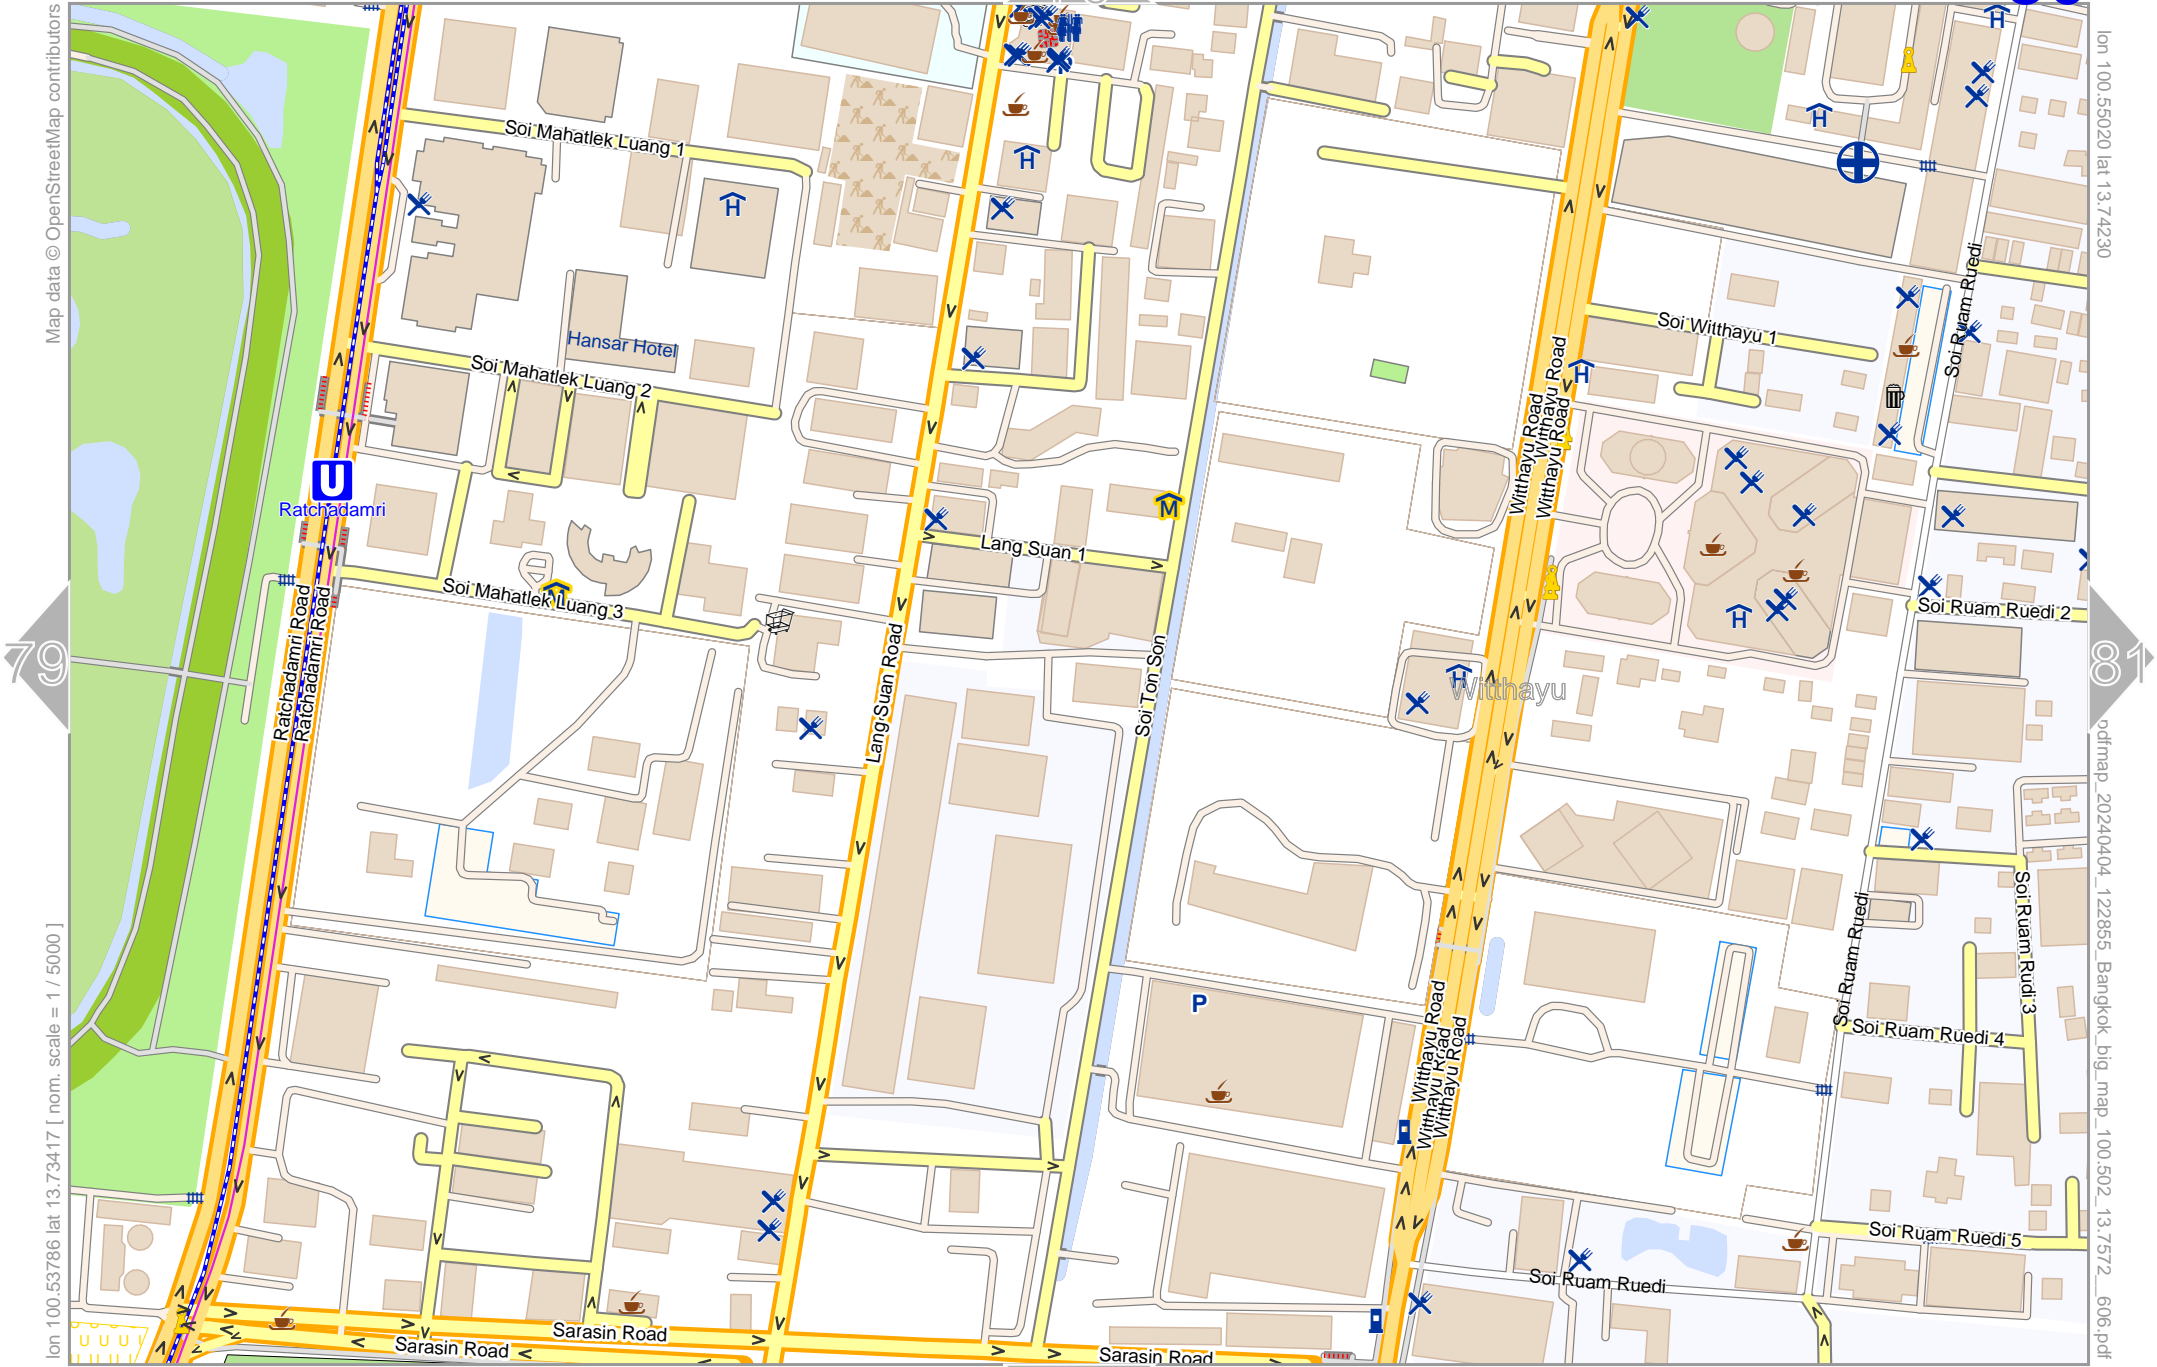 Map data © OpenStreetMap contributors
lon 100.55020 lat 13.74230
Soi Mahatlek Luang 1
H
H
H
H
Soi Ruam Ruedi
Soi Witthayu 1
Hansar Hotel
Soi Mahatlek Luang 2
H
Witthayu Road
Witthayu Road
Witthayu Road
U
Ratchadamri
M
Lang Suan 1
Soi Mahatlek Luang 3
Soi Ruam Ruedi 2
H
79
81
Ratchadamri Road
Ratchadamri Road
Lang Suan Road
Soi Ton Son
H
Witthayu
Soi Ruam Ruedi
Soi Ruam Rudi 3
P
Witthayu Road
Witthayu Road
Witthayu Road
Soi Ruam Ruedi 4
Soi Ruam Ruedi 5
Soi Ruam Ruedi
Sarasin Road
Sarasin Road
Sarasin Road
lon 100.53786 lat 13.73417 [ nom. scale = 1 / 5000 ]
pdfmap_20240404_122855_Bangkok_big_map_100.502_13.7572__606.pdf